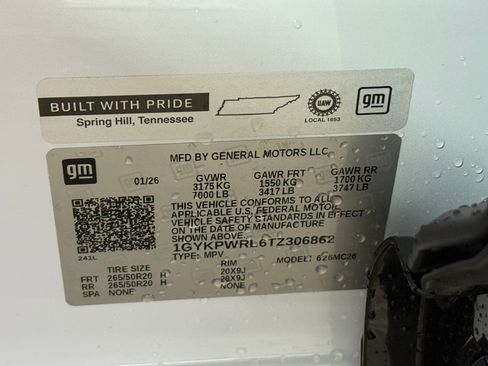 BUILT WITH PRIDE
Spring Hill, Tennessee
UAW
LOCAL 1853
gm
gm
MFD BY GENERAL MOTORS LLC
01/26 GVWR GAWR FRT GAWR RR
3175 KG 1550 KG 1700 KG
7000 LB 3417 LB 3747 LB
THIS VEHICLE CONFORMS TO ALL
APPLICABLE U.S. FEDERAL MOTOR
VEHICLE SAFETY STANDARDS IN EFFECT
ON THE DATE OF MANUFACTURE
1GYKPWRL6TZ306862
TYPE: MPV MODEL: 626MC26
241L
TIRE SIZE RIM
FRT 265/50R20 H 20X9J
RR 265/50R20 H 20X9J
SPA NONE NONE